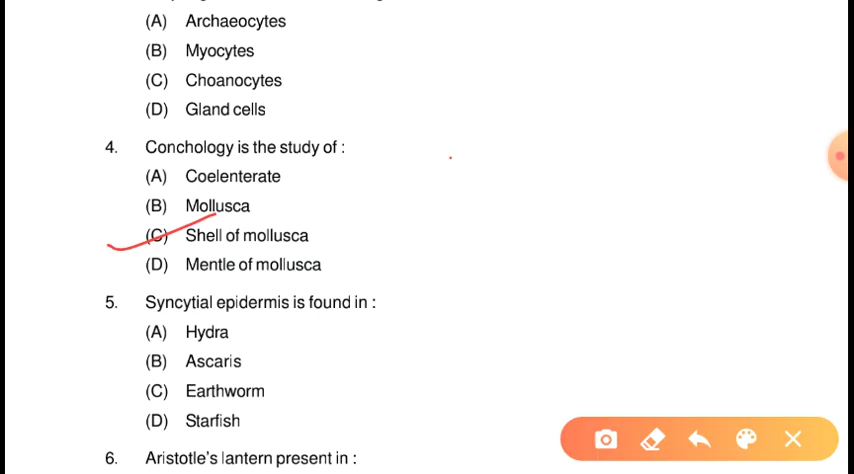 (A) Archaeocytes
(B) Myocytes
(C) Choanocytes
(D) Gland cells
4. Conchology is the study of :
(A) Coelenterate
(B) Mollusca
(C) Shell of mollusca
(D) Mentle of mollusca
5. Syncytial epidermis is found in :
(A) Hydra
(B) Ascaris
(C) Earthworm
(D) Starfish
6. Aristotle's lantern present in :